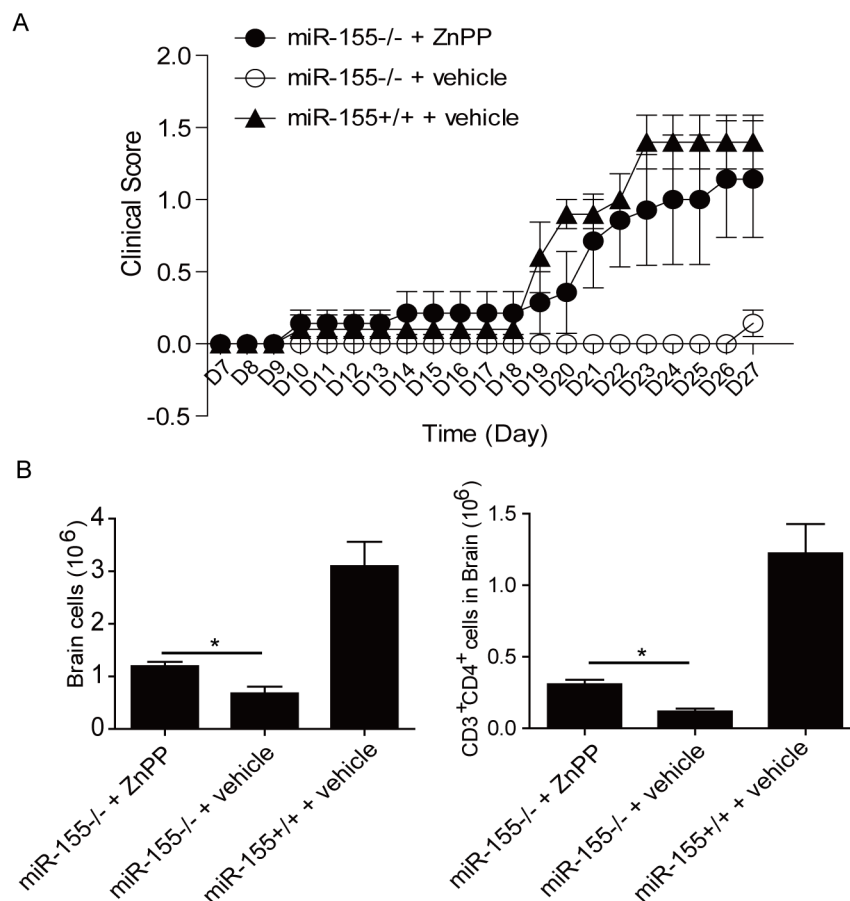 A
miR-155-/- + ZnPP
miR-155-/- + vehicle
miR-155+/+ + vehicle
2.0
1.5
1.0
0.5
0.0
-0.5
Clinical Score
D7 D8 D9 D10 D11 D12 D13 D14 D15 D16 D17 D18 D19 D20 D21 D22 D23 D24 D25 D26 D27
Time (Day)
B
4
3
2
1
0
Brain cells (10⁶)
*
miR-155-/- + ZnPP
miR-155-/- + vehicle
miR-155+/+ + vehicle
1.5
1.0
0.5
0.0
CD3⁺CD4⁺ cells in Brain (10⁶)
*
miR-155-/- + ZnPP
miR-155-/- + vehicle
miR-155+/+ + vehicle